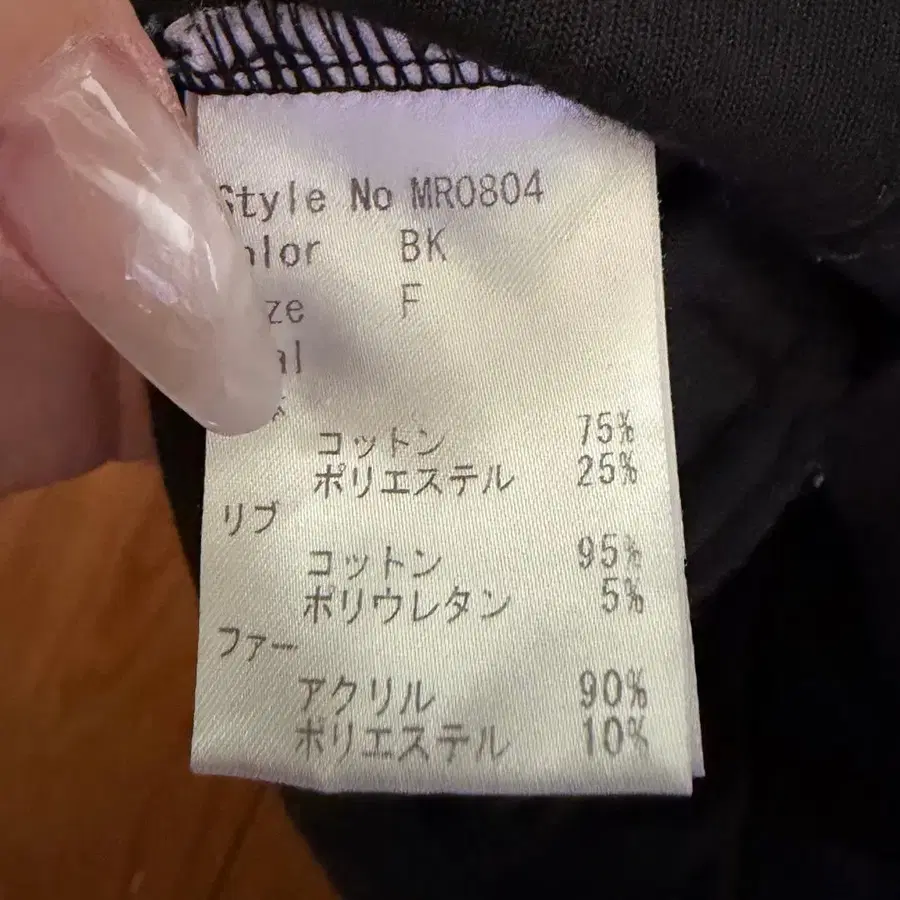 Style No MR0804
olor BK
ze F
al
コットン 75%
ポリエステル 25%
リブ
コットン 95%
ポリウレタン 5%
ファー
アクリル 90%
ポリエステル 10%